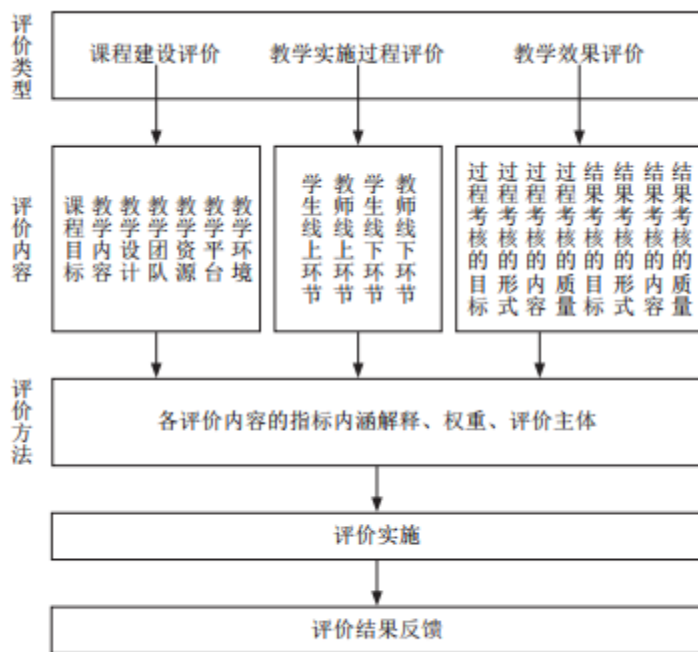 评价类型
课程建设评价
教学实施过程评价
教学效果评价
评价内容
课程目标
教学内容
教学设计
教学团队
教学资源
教学平台
教学环境
学生线上环节
教师线上环节
学生线下环节
教师线下环节
过程考核的目标
过程考核的形式
过程考核的内容
过程考核的质量
结果考核的目标
结果考核的形式
结果考核的内容
结果考核的质量
评价方法
各评价内容的指标内涵解释、权重、评价主体
评价实施
评价结果反馈